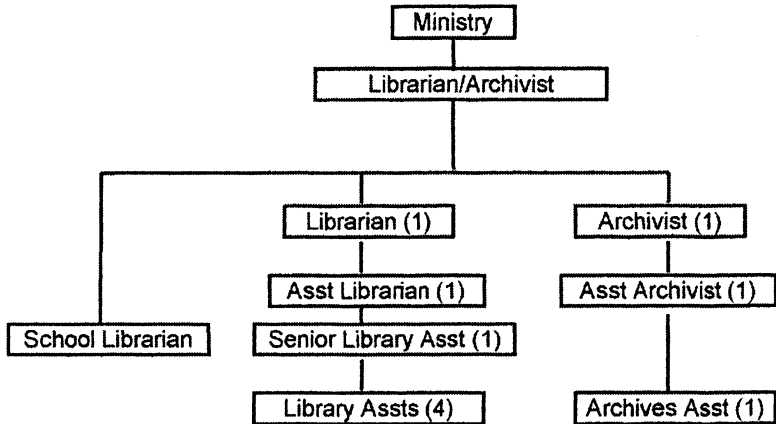 Ministry
Librarian/Archivist
Librarian (1)
Archivist (1)
Asst Librarian (1)
Asst Archivist (1)
School Librarian
Senior Library Asst (1)
Library Assts (4)
Archives Asst (1)